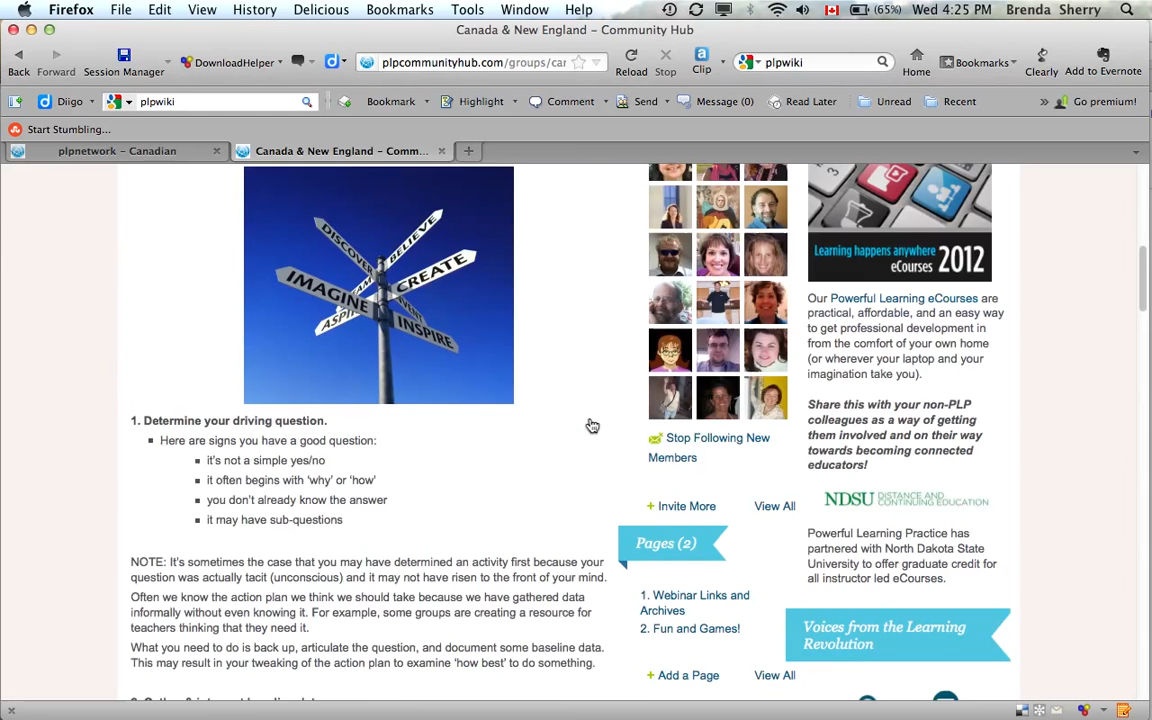 Firefox File Edit View History Delicious Bookmarks Tools Window Help (65%) Wed 4:25 PM Brenda Sherry
Canada & New England – Community Hub
Back Forward Session Manager DownloadHelper plpcommunityhub.com/groups/car Reload Stop Clip plpwiki Home Bookmarks Clearly Add to Evernote
Diigo plpwiki Bookmark Highlight Comment Send Message (0) Read Later Unread Recent Go premium!
Start Stumbling...
plpnetwork – Canadian
Canada & New England – Comm...
DISCOVER
BELIEVE
CREATE
IMAGINE
INSPIRE
1. Determine your driving question.
Here are signs you have a good question:
it's not a simple yes/no
it often begins with 'why' or 'how'
you don't already know the answer
it may have sub-questions
NOTE: It's sometimes the case that you may have determined an activity first because your
question was actually tacit (unconscious) and it may not have risen to the front of your mind.
Often we know the action plan we think we should take because we have gathered data
informally without even knowing it. For example, some groups are creating a resource for
teachers thinking that they need it.
What you need to do is back up, articulate the question, and document some baseline data.
This may result in your tweaking of the action plan to examine 'how best' to do something.
Stop Following New
Members
+ Invite More View All
Pages (2)
1. Webinar Links and
Archives
2. Fun and Games!
+ Add a Page View All
Learning happens anywhere
eCourses 2012
Our Powerful Learning eCourses are
practical, affordable, and an easy way
to get professional development in
from the comfort of your own home
(or wherever your laptop and your
imagination take you).
Share this with your non-PLP
colleagues as a way of getting
them involved and on their way
towards becoming connected
educators!
NDSU DISTANCE AND
CONTINUING EDUCATION
Powerful Learning Practice has
partnered with North Dakota State
University to offer graduate credit for
all instructor led eCourses.
Voices from the Learning
Revolution